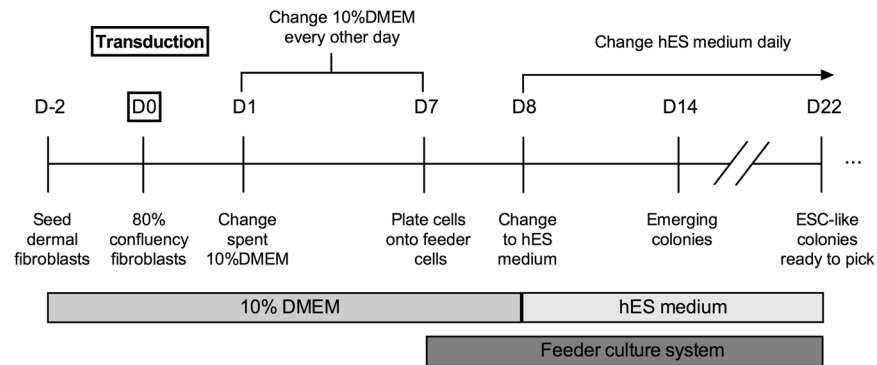 Change 10%DMEM
every other day
Transduction
Change hES medium daily
D-2
D0
D1
D7
D8
D14
D22
...
Seed
dermal
fibroblasts
80%
confluency
fibroblasts
Change
spent
10%DMEM
Plate cells
onto feeder
cells
Change
to hES
medium
Emerging
colonies
ESC-like
colonies
ready to pick
10% DMEM
hES medium
Feeder culture system